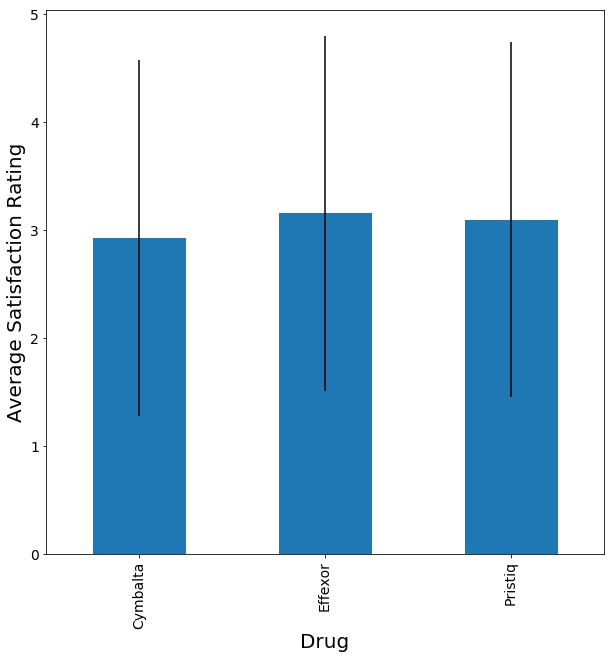 5
4
3
2
1
0
Average Satisfaction Rating
Cymbalta
Effexor
Pristiq
Drug